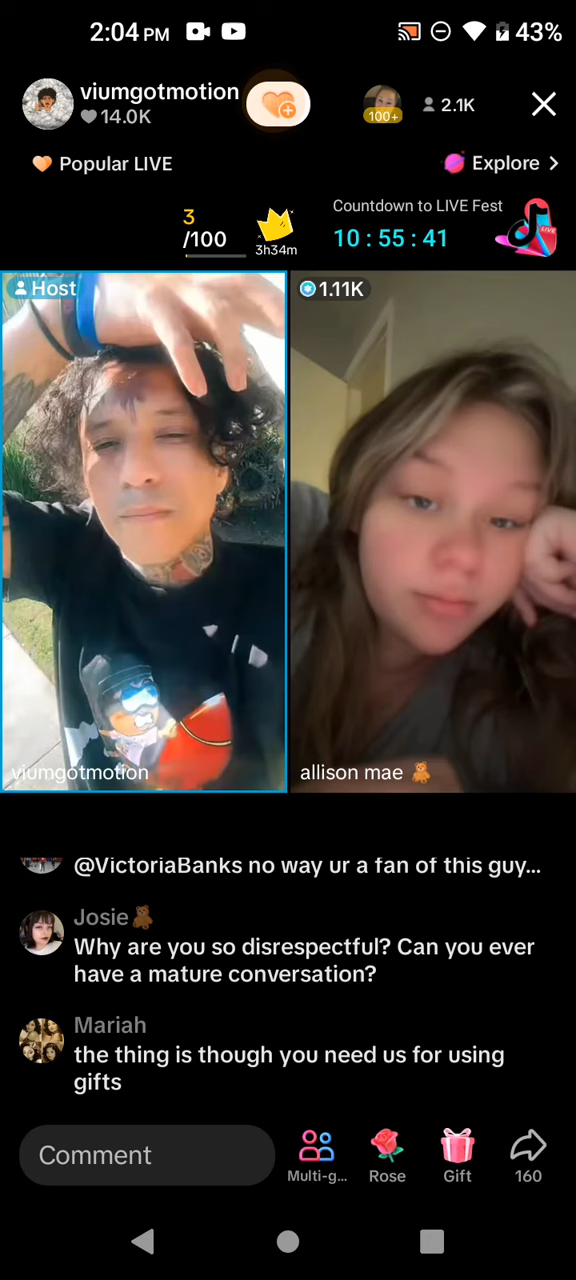 2:04 PM
43%
viumgotmotion
14.0K
100+
2.1K
Popular LIVE
Explore
3
/100
3h34m
Countdown to LIVE Fest
10 : 55 : 41
LIVE
Host
1.11K
viumgotmotion
allison mae
@VictoriaBanks no way ur a fan of this guy...
Josie
Why are you so disrespectful? Can you ever
have a mature conversation?
Mariah
the thing is though you need us for using
gifts
Comment
Multi-g...
Rose
Gift
160